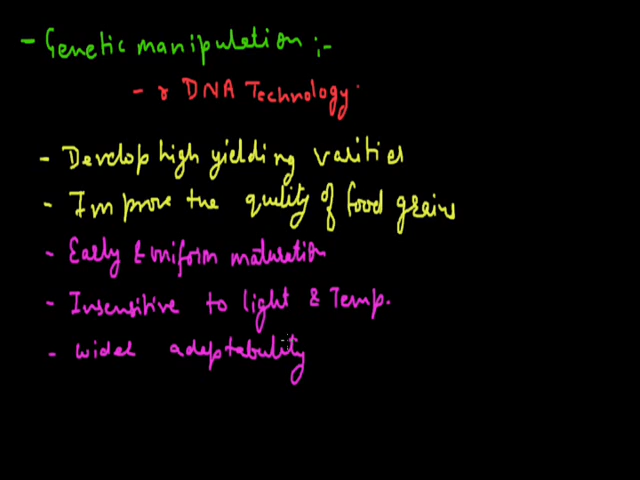 - Genetic manipulation :-
- r DNA Technology.
- Develop high yielding varities
- Improve the quality of food grains
- Early & uniform maturation
- Insensitive to light & Temp.
- wider adeptability